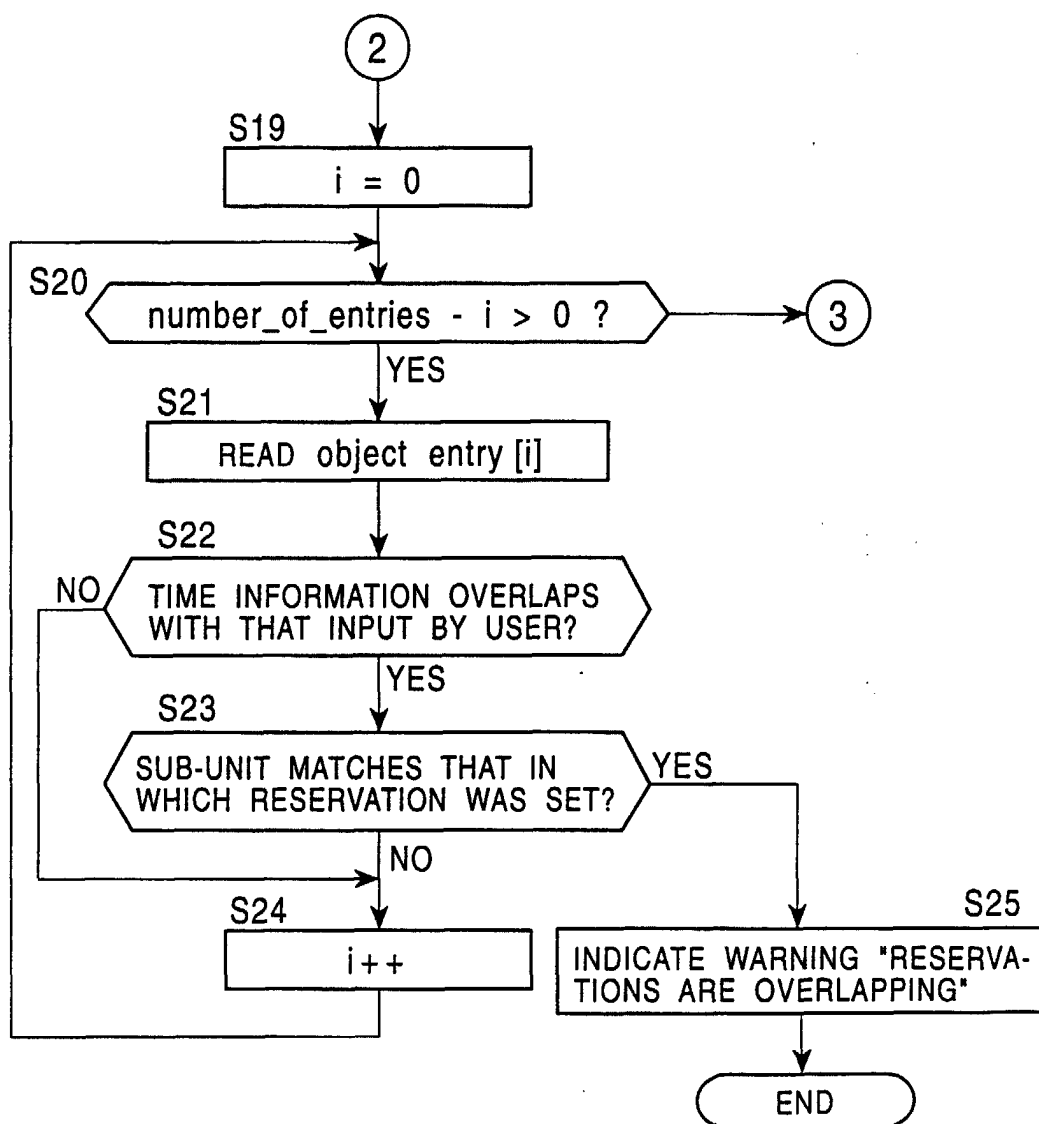 2
S19
i = 0
S20
number_of_entries - i > 0 ?
3
YES
S21
READ object entry [i]
S22
NO
TIME INFORMATION OVERLAPS
WITH THAT INPUT BY USER?
YES
S23
SUB-UNIT MATCHES THAT IN
WHICH RESERVATION WAS SET?
YES
NO
S24
i++
S25
INDICATE WARNING "RESERVA-
TIONS ARE OVERLAPPING"
END